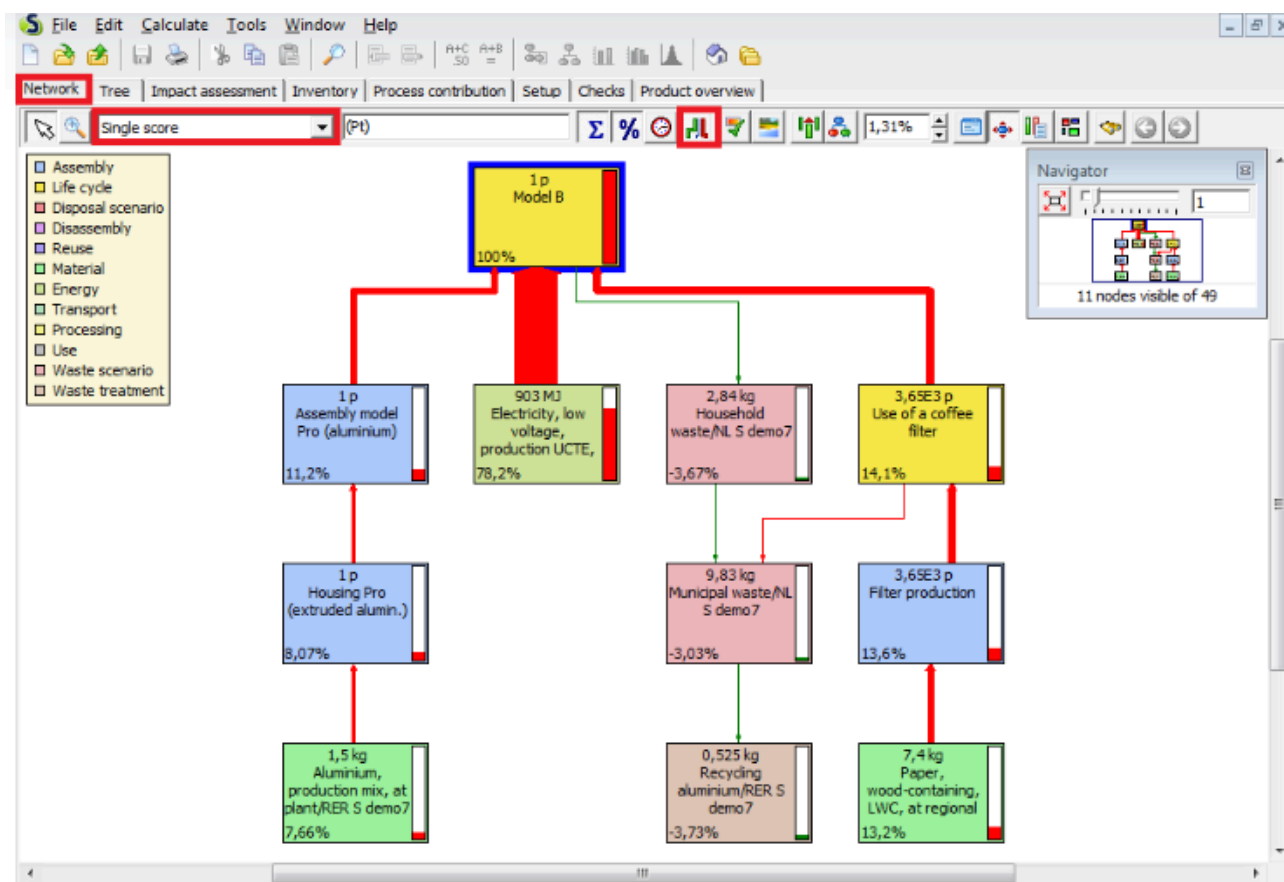 File Edit Calculate Tools Window Help
A+C
SO
A+B
=
Network Tree Impact assessment Inventory Process contribution Setup Checks Product overview
Single score (Pt) Σ % 1,31%
Assembly
Life cycle
Disposal scenario
Disassembly
Reuse
Material
Energy
Transport
Processing
Use
Waste scenario
Waste treatment
Navigator
1
11 nodes visible of 49
1 p
Model B
100%
1 p
Assembly model
Pro (aluminium)
11,2%
903 MJ
Electricity, low
voltage,
production UCTE,
78,2%
2,84 kg
Household
waste/NL S demo7
-3,67%
3,65E3 p
Use of a coffee
filter
14,1%
1 p
Housing Pro
(extruded alumin.)
8,07%
9,83 kg
Municipal waste/NL
S demo7
-3,03%
3,65E3 p
Filter production
13,6%
1,5 kg
Aluminium,
production mix, at
plant/RER S demo7
7,66%
0,525 kg
Recycling
aluminium/RER S
demo7
-3,73%
7,4 kg
Paper,
wood-containing,
LWC, at regional
13,2%